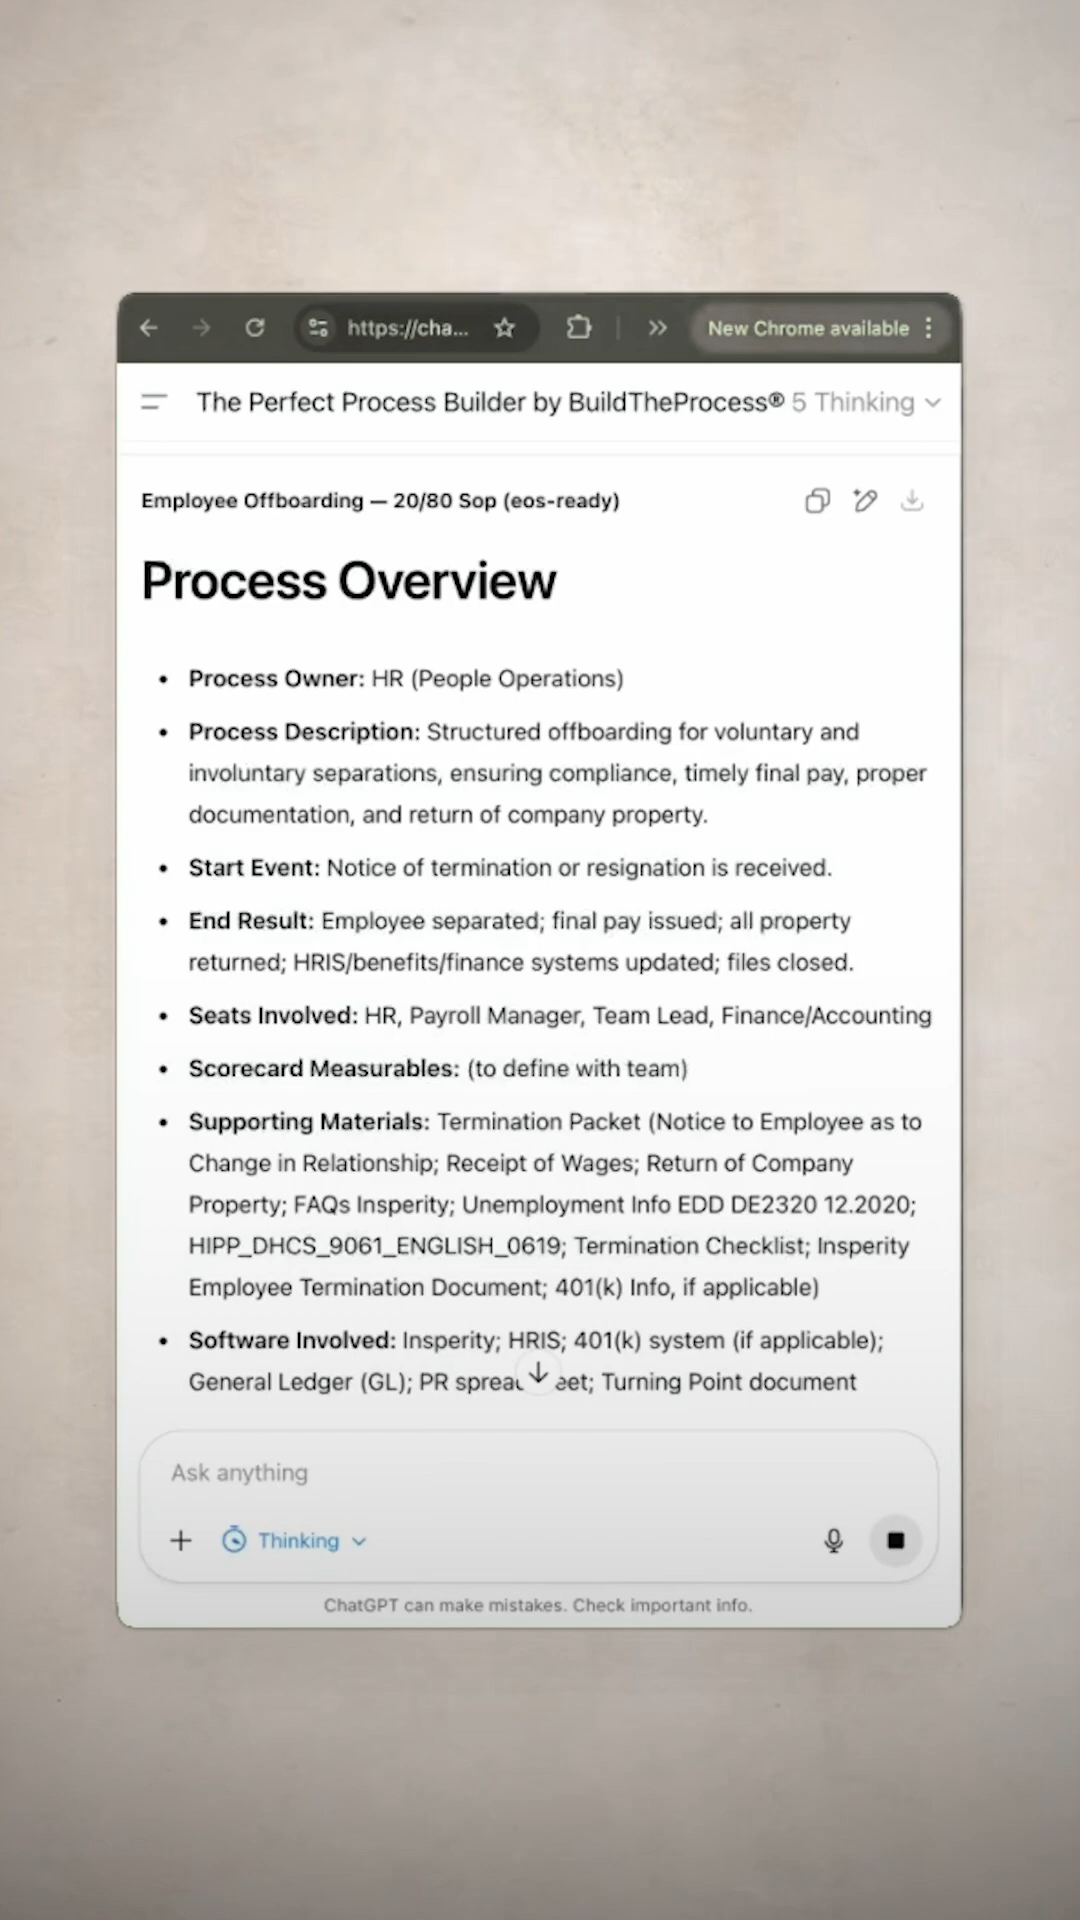 https://cha...
New Chrome available
The Perfect Process Builder by BuildTheProcess® 5 Thinking
Employee Offboarding — 20/80 Sop (eos-ready)
Process Overview
• Process Owner: HR (People Operations)
• Process Description: Structured offboarding for voluntary and
involuntary separations, ensuring compliance, timely final pay, proper
documentation, and return of company property.
• Start Event: Notice of termination or resignation is received.
• End Result: Employee separated; final pay issued; all property
returned; HRIS/benefits/finance systems updated; files closed.
• Seats Involved: HR, Payroll Manager, Team Lead, Finance/Accounting
• Scorecard Measurables: (to define with team)
• Supporting Materials: Termination Packet (Notice to Employee as to
Change in Relationship; Receipt of Wages; Return of Company
Property; FAQs Insperity; Unemployment Info EDD DE2320 12.2020;
HIPP_DHCS_9061_ENGLISH_0619; Termination Checklist; Insperity
Employee Termination Document; 401(k) Info, if applicable)
• Software Involved: Insperity; HRIS; 401(k) system (if applicable);
General Ledger (GL); PR Turning Point document
Ask anything
Thinking
ChatGPT can make mistakes. Check important info.